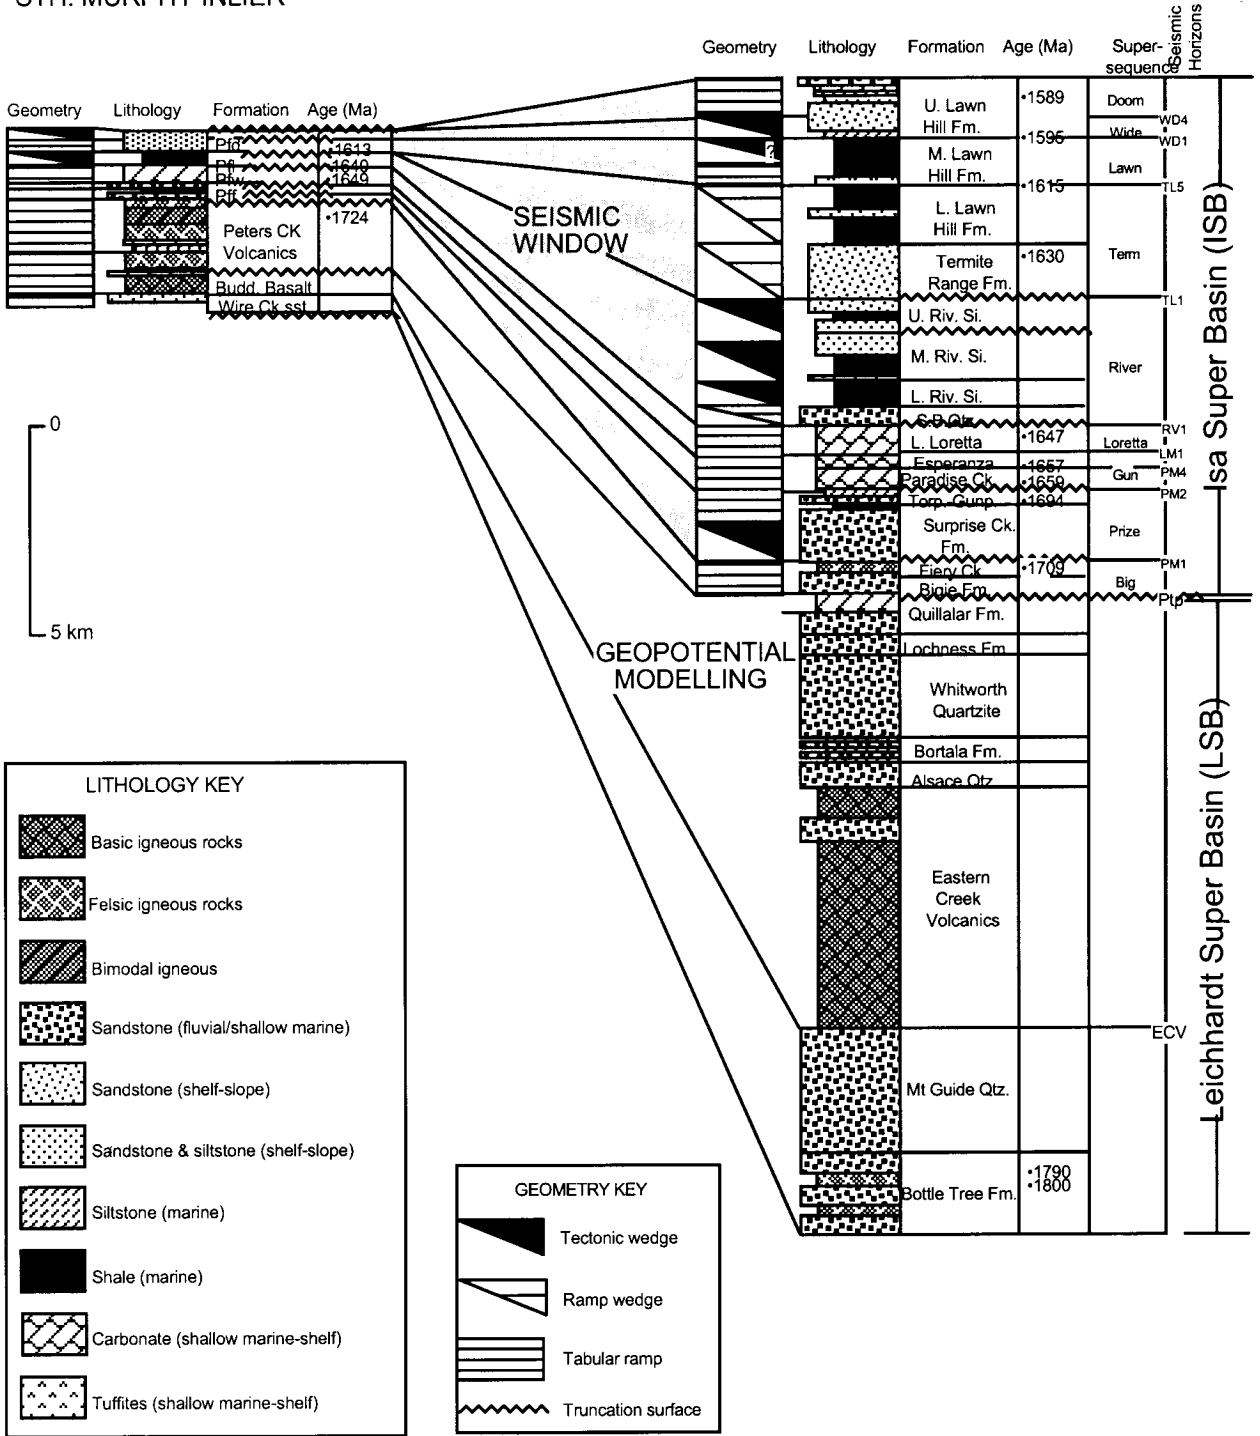 STH. MURPHY INLIER
Geometry Lithology Formation Age (Ma)
Pfd
•1613
Pfl
•1640
Pfw
•1649
Pff
•1724
Peters CK
Volcanics
Budd. Basalt
Wire Ck sst
0
5 km
SEISMIC
WINDOW
GEOPOTENTIAL
MODELLING
Geometry Lithology Formation Age (Ma) Super-
sequence
Seismic
Horizons
U. Lawn
Hill Fm.
•1589
Doom
WD4
Wide
•1595
WD1
?
M. Lawn
Hill Fm.
Lawn
•1615
TL5
L. Lawn
Hill Fm.
Term
Termite
Range Fm.
•1630
TL1
U. Riv. Si.
M. Riv. Si.
River
L. Riv. Si.
S.B Qtz
RV1
L. Loretta
•1647
Loretta
LM1
Esperanza
•1657
PM4
Gun
Paradise Ck
•1659
PM2
Torp.-Gunp.
•1694
Surprise Ck.
Fm.
Prize
PM1
Fiery Ck
•1709
Big
Bigie Fm.
Ptp
Quillalar Fm.
Lochness Fm
Whitworth
Quartzite
Bortala Fm.
Alsace Qtz
Eastern
Creek
Volcanics
ECV
Mt Guide Qtz.
•1790
•1800
Bottle Tree Fm.
Isa Super Basin (ISB)
Leichhardt Super Basin (LSB)
LITHOLOGY KEY
Basic igneous rocks
Felsic igneous rocks
Bimodal igneous
Sandstone (fluvial/shallow marine)
Sandstone (shelf-slope)
Sandstone & siltstone (shelf-slope)
Siltstone (marine)
Shale (marine)
Carbonate (shallow marine-shelf)
Tuffites (shallow marine-shelf)
GEOMETRY KEY
Tectonic wedge
Ramp wedge
Tabular ramp
Truncation surface